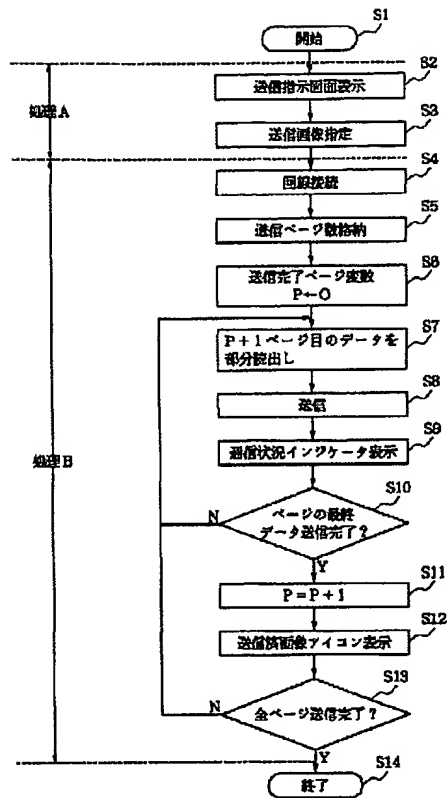 S1
開始
S2
送信指示画面表示
処理A
S3
送信画像指定
S4
回線接続
S5
送信ページ数格納
S6
送信完了ページ変数
P←0
S7
P+1ページ目のデータを
部分読出し
S8
送信
S9
通信状況インジケータ表示
処理B
S10
N
ページの最終
データ送信完了?
Y
S11
P=P+1
S12
送信済画像アイコン表示
S13
N
全ページ送信完了?
Y
S14
終了